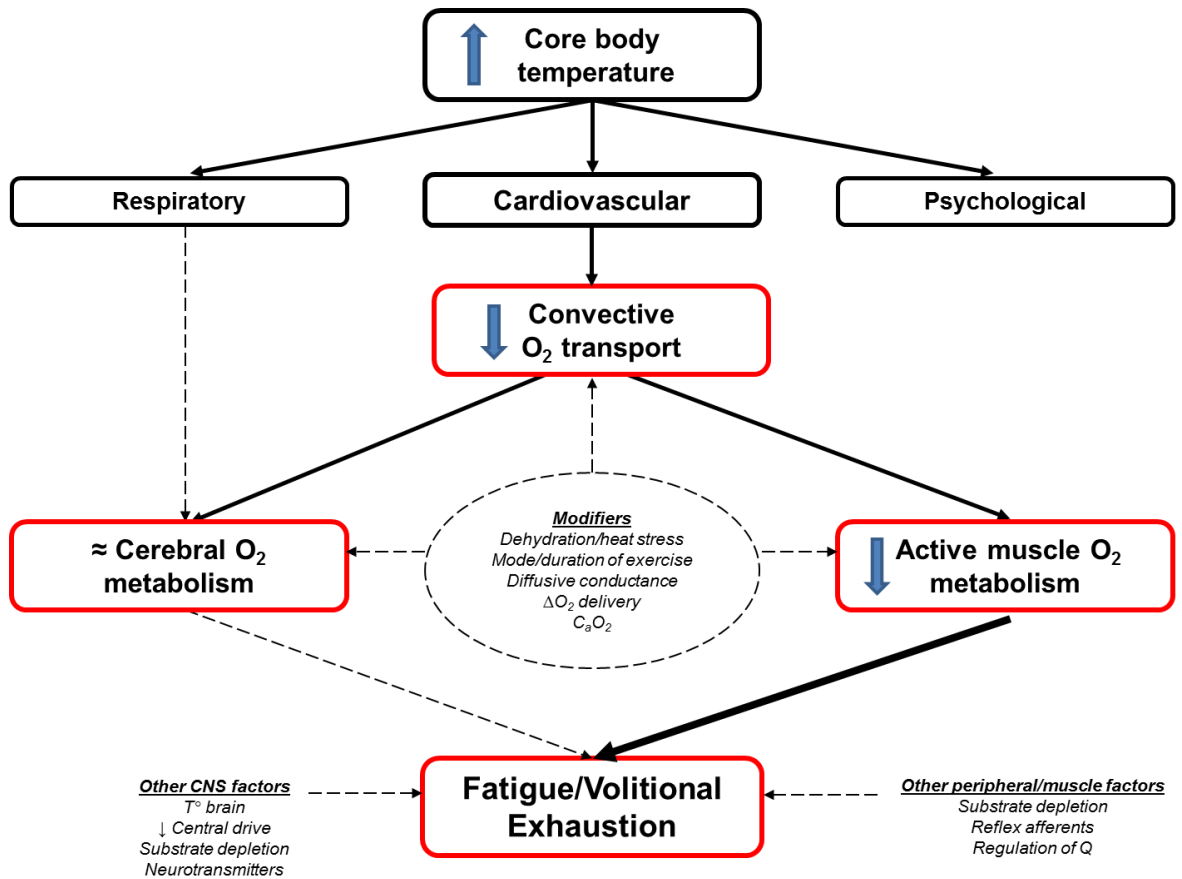 Core body
temperature
Respiratory
Cardiovascular
Psychological
Convective
O₂ transport
≈ Cerebral O₂
metabolism
Modifiers
Dehydration/heat stress
Mode/duration of exercise
Diffusive conductance
ΔO₂ delivery
CₐO₂
Active muscle O₂
metabolism
Other CNS factors
T° brain
↓ Central drive
Substrate depletion
Neurotransmitters
Fatigue/Volitional
Exhaustion
Other peripheral/muscle factors
Substrate depletion
Reflex afferents
Regulation of Q